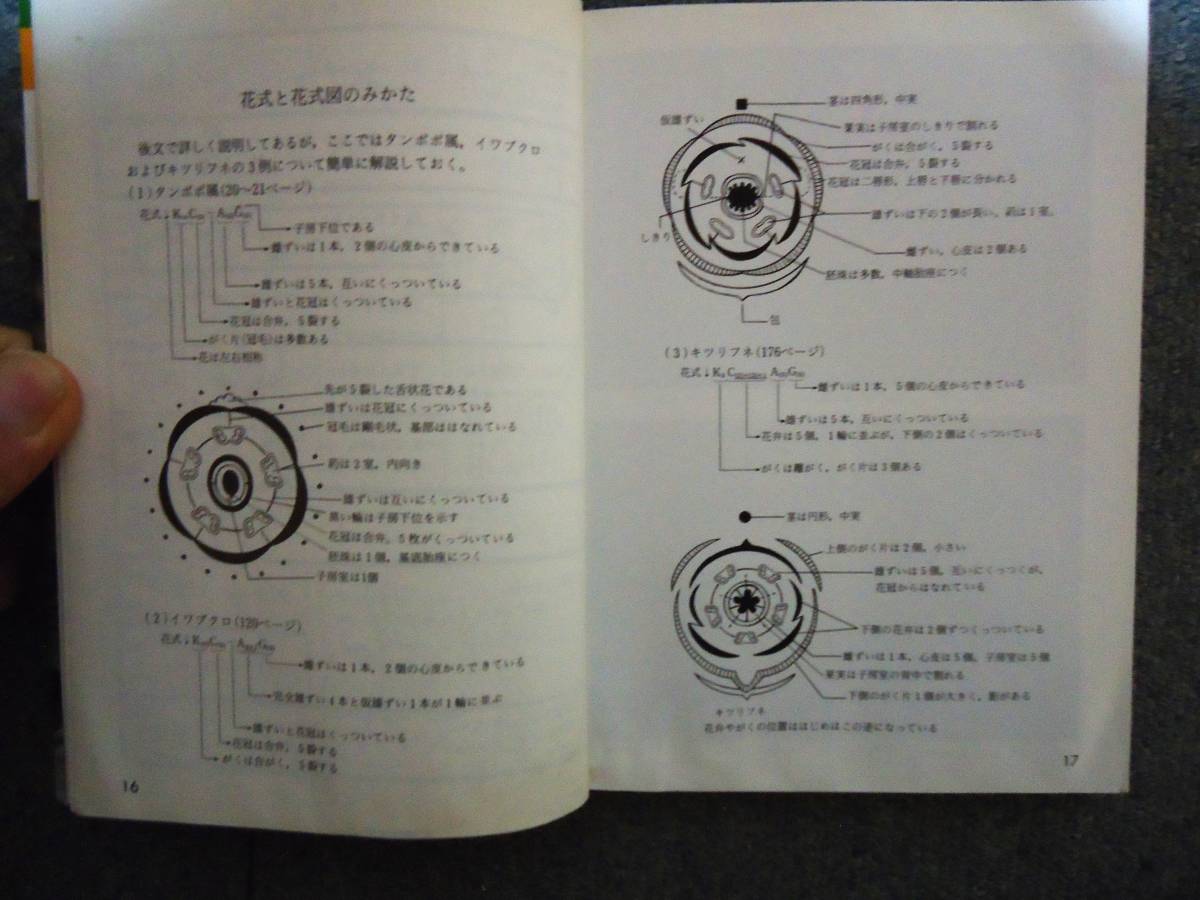 花式と花式図のみかた
後文で詳しく説明してあるが，ここではタンポポ属，イワブクロ
およびキツリフネの3例について簡単に解説しておく。
(1)タンポポ属(20～21ページ)
花式
子房下位である
雌ずいは1本，2個の心皮からできている
雄ずいは5本，互いにくっついている
雄ずいと花冠はくっついている
花冠は合弁，5裂する
がく片(冠毛)は多数ある
花は左右相称
先が5裂した舌状花である
雄ずいは花冠にくっついている
冠毛は剛毛状，基部ははなれている
葯は2室，内向き
雄ずいは互いにくっついている
黒い輪は子房下位を示す
花冠は合弁，5枚がくっついている
胚珠は1個，基底胎座につく
子房室は1個
(2)イワブクロ(120ページ)
花式
雌ずいは1本，2個の心皮からできている
完全雄ずい4本と仮雄ずい1本が1輪に並ぶ
雄ずいと花冠はくっついている
花冠は合弁，5裂する
がくは合がく，5裂する
16
茎は四角形，中実
仮雄ずい
果実は子房室のしきりで割れる
がくは合がく，5裂する
花冠は合弁，5裂する
花冠は二唇形，上唇と下唇に分かれる
雄ずいは下の2個が長い，葯は1室，
しきり
雌ずい，心皮は2個ある
胚珠は多数，中軸胎座につく
包
(3)キツリフネ(176ページ)
花式
雌ずいは1本，5個の心皮からできている
雄ずいは5本，互いにくっついている
花弁は5個，1輪に並ぶが，下側の2個はくっついている
がくは離がく，がく片は3個ある
茎は円形，中実
上側のがく片は2個，小さい
雄ずいは5個，互いにくっつくが，
花冠からはなれている
下側の花弁は2個ずつくっついている
雌ずいは1本，心皮は5個，子房室は5個
果実は子房室の背中で割れる
下側のがく片1個が大きく，距がある
キツリフネ
花弁やがくの位置ははじめはこの逆になっている
17